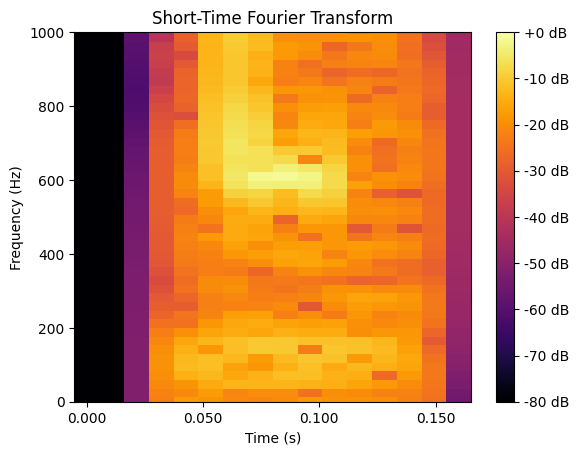 Short-Time Fourier Transform
1000
800
600
400
200
0
Frequency (Hz)
0.000
0.050
0.100
0.150
Time (s)
+0 dB
-10 dB
-20 dB
-30 dB
-40 dB
-50 dB
-60 dB
-70 dB
-80 dB